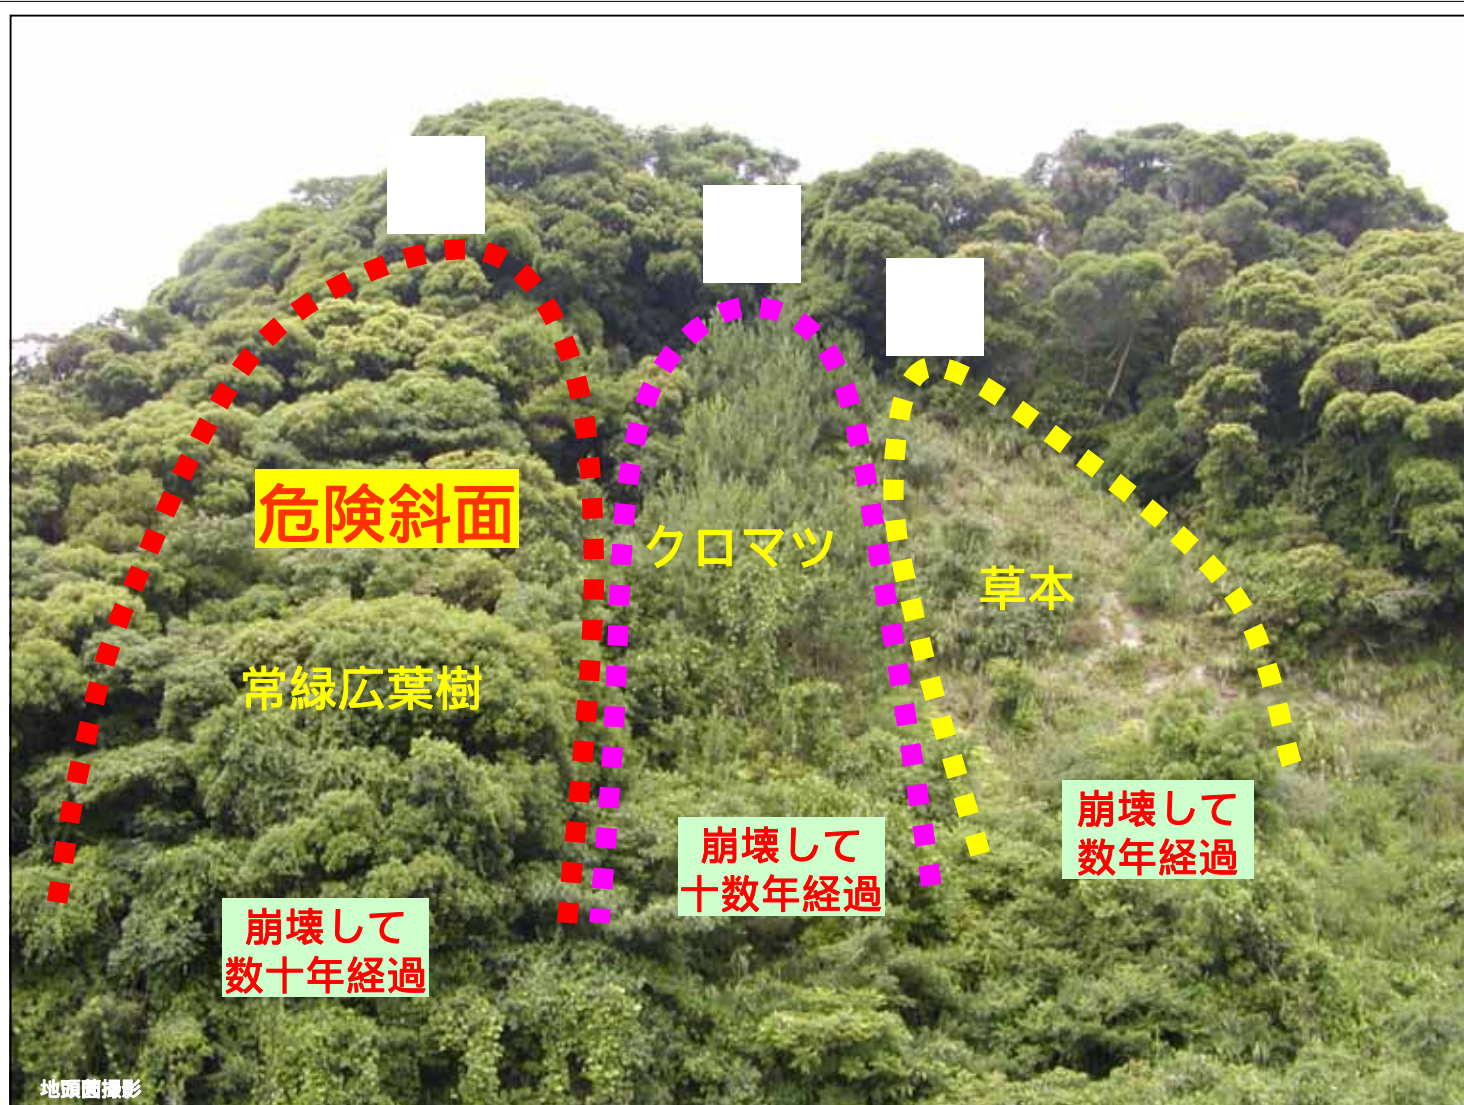 危険斜面
クロマツ
草本
常緑広葉樹
崩壊して
数年経過
崩壊して
十数年経過
崩壊して
数十年経過
地頭薗撮影